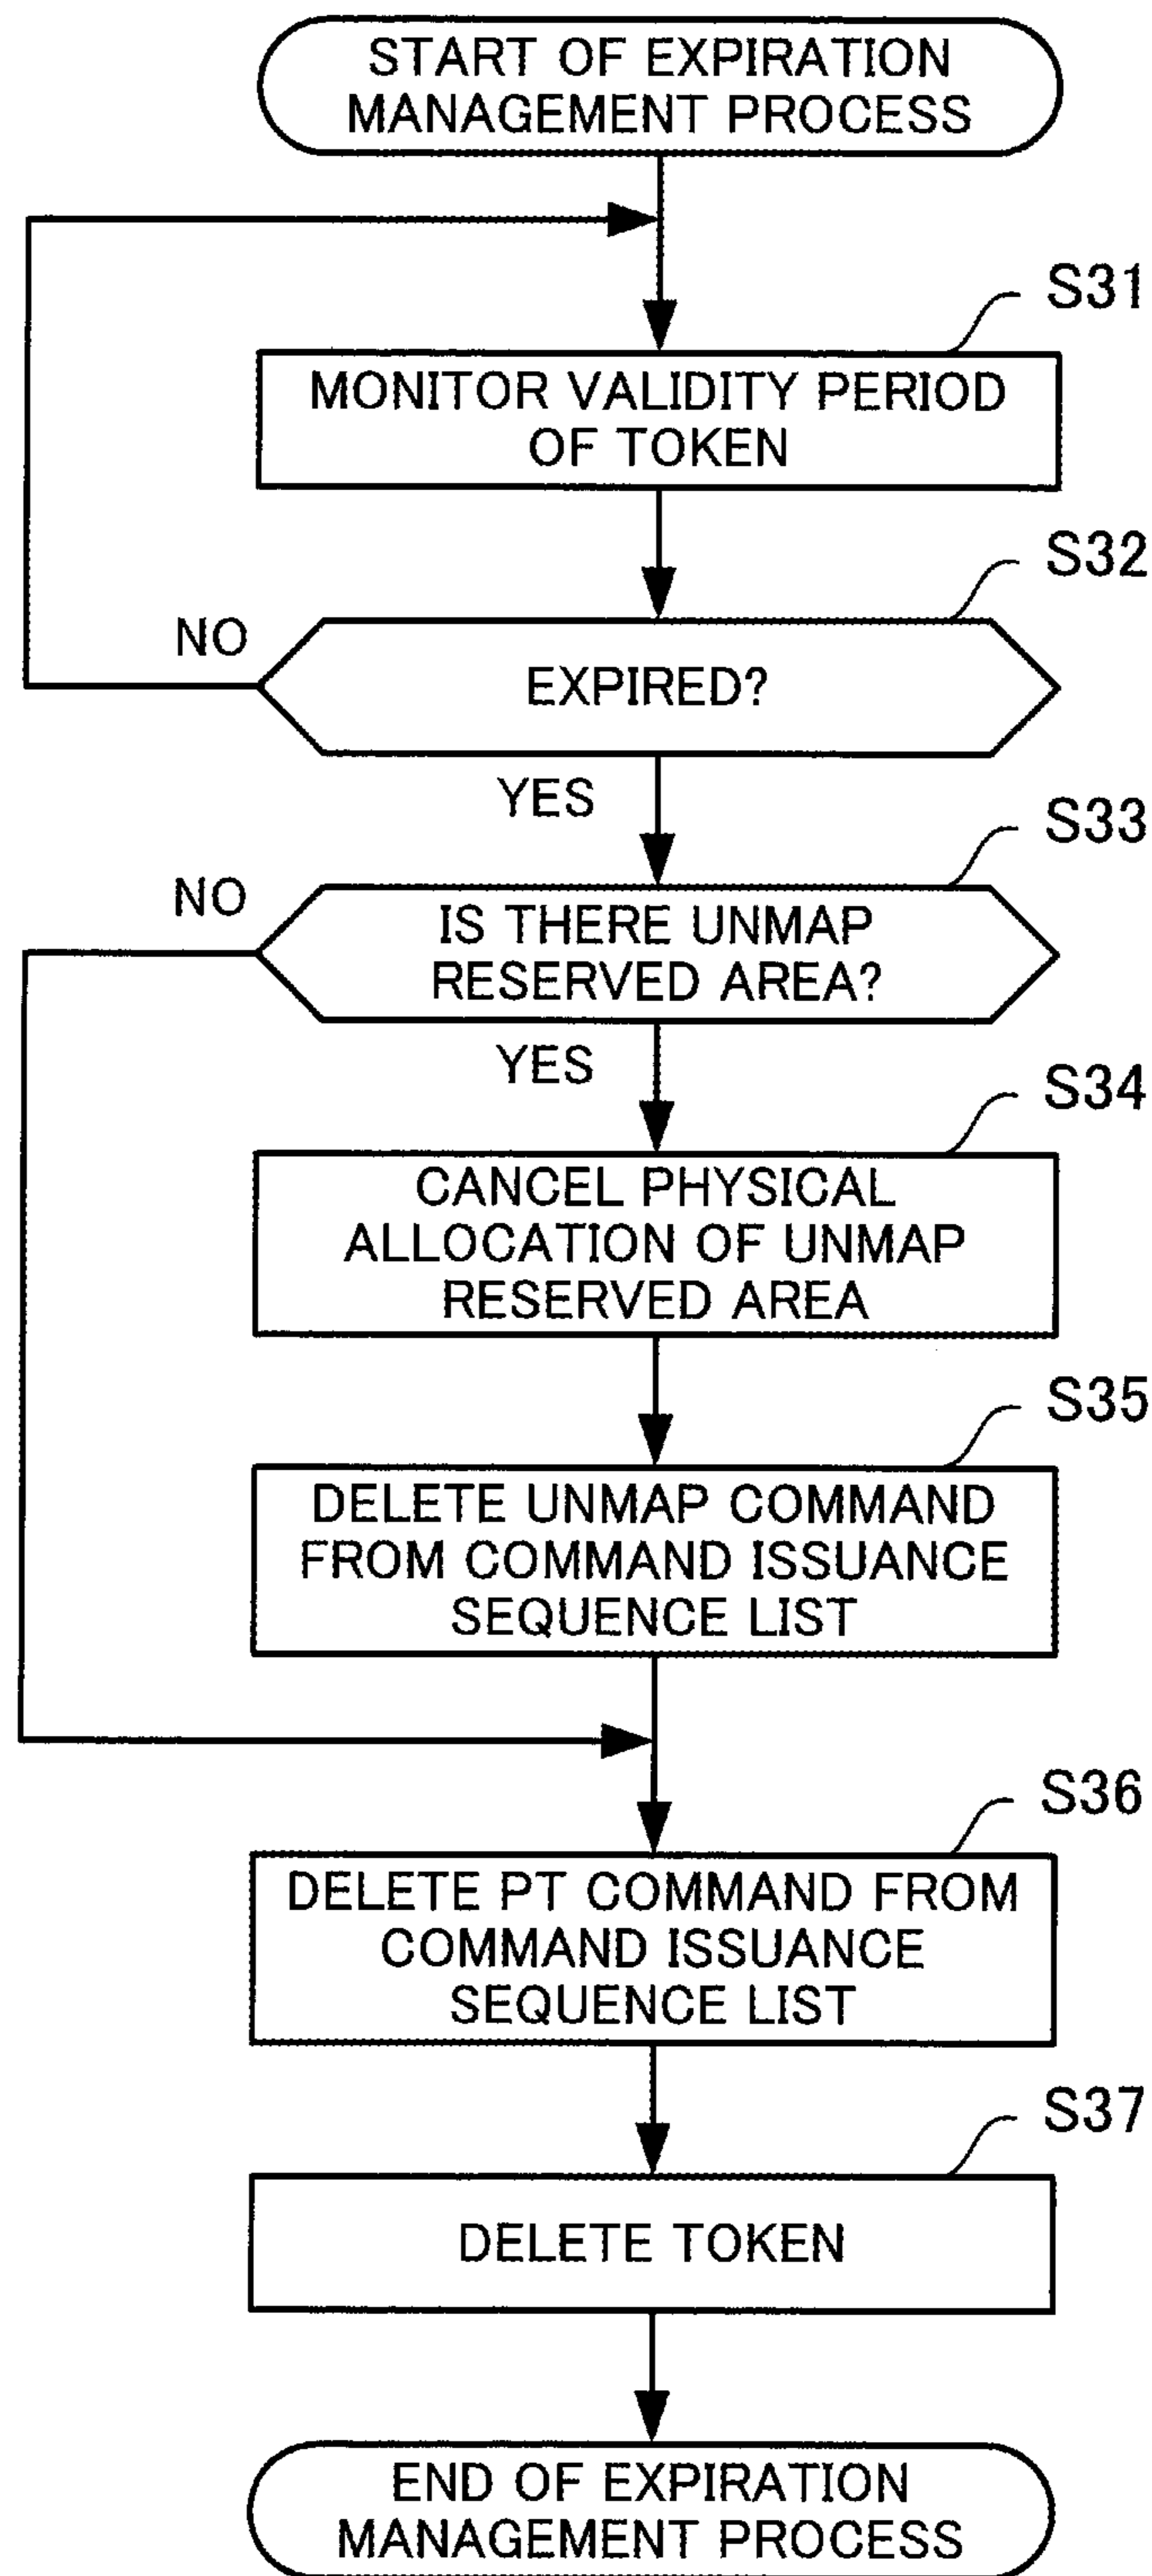 START OF EXPIRATION
MANAGEMENT PROCESS
S31
MONITOR VALIDITY PERIOD
OF TOKEN
S32
NO
EXPIRED?
YES
S33
NO
IS THERE UNMAP
RESERVED AREA?
YES
S34
CANCEL PHYSICAL
ALLOCATION OF UNMAP
RESERVED AREA
S35
DELETE UNMAP COMMAND
FROM COMMAND ISSUANCE
SEQUENCE LIST
S36
DELETE PT COMMAND FROM
COMMAND ISSUANCE
SEQUENCE LIST
S37
DELETE TOKEN
END OF EXPIRATION
MANAGEMENT PROCESS